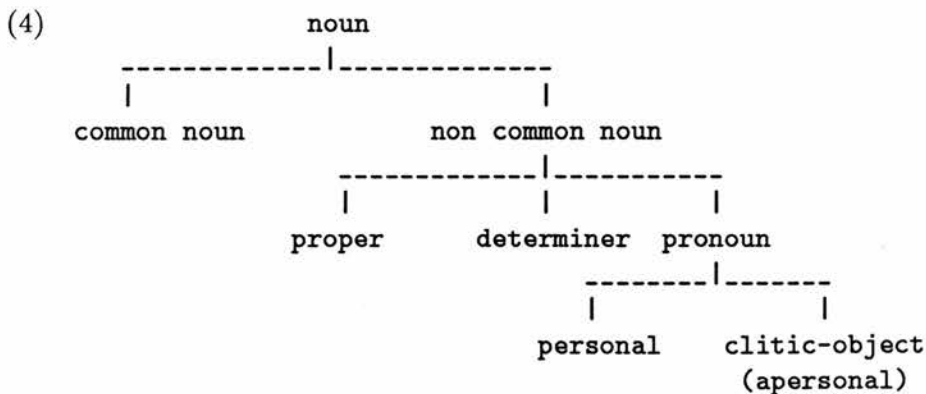 (4) noun
common noun non common noun
proper determiner pronoun
personal clitic-object
(apersonal)